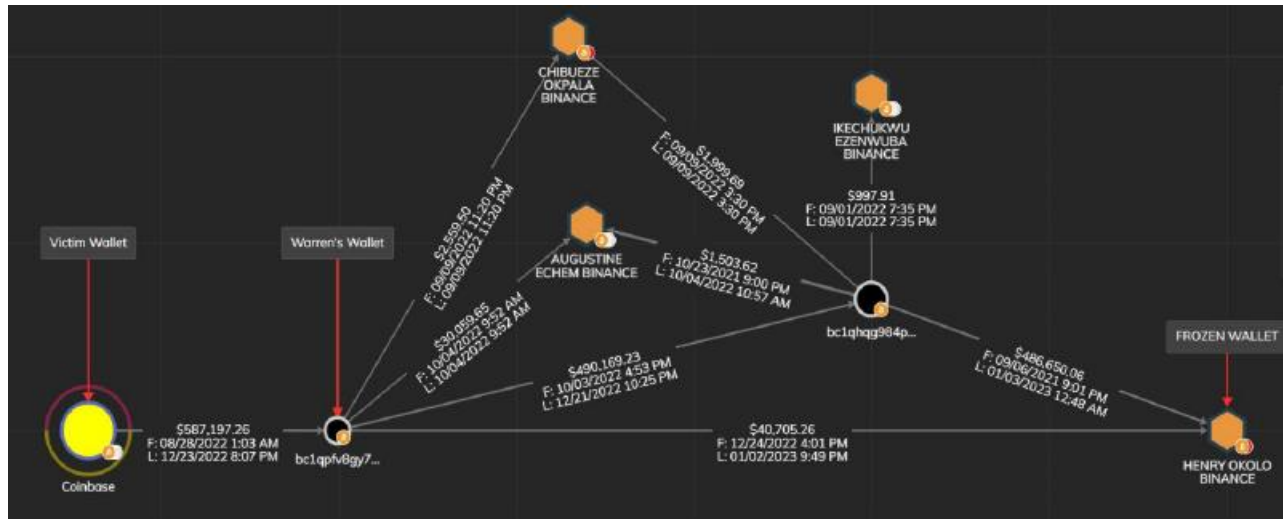 CHIBUEZE
OKPALA
BINANCE
IKECHUKWU
EZENWUBA
BINANCE
$1,999.69
F: 09/09/2022 3:30 PM
L: 09/09/2022 3:30 PM
$997.91
F: 09/01/2022 7:35 PM
L: 09/01/2022 7:35 PM
$2,559.50
F: 09/09/2022 11:20 PM
L: 09/09/2022 11:20 PM
Victim Wallet
Warren's Wallet
AUGUSTINE
ECHEM BINANCE
$1,503.62
F: 10/23/2021 9:00 PM
L: 10/04/2022 10:57 AM
$30,059.65
F: 10/04/2022 9:52 AM
L: 10/04/2022 9:52 AM
bc1qhqg984p...
FROZEN WALLET
$490,169.23
F: 10/03/2022 4:53 PM
L: 12/21/2022 10:25 PM
$486,650.06
F: 09/06/2021 9:01 PM
L: 01/03/2023 12:48 AM
$587,197.26
F: 08/28/2022 1:03 AM
L: 12/23/2022 8:07 PM
$40,705.26
F: 12/24/2022 4:01 PM
L: 01/02/2023 9:49 PM
Coinbase
bc1qpfv8gy7...
HENRY OKOLO
BINANCE